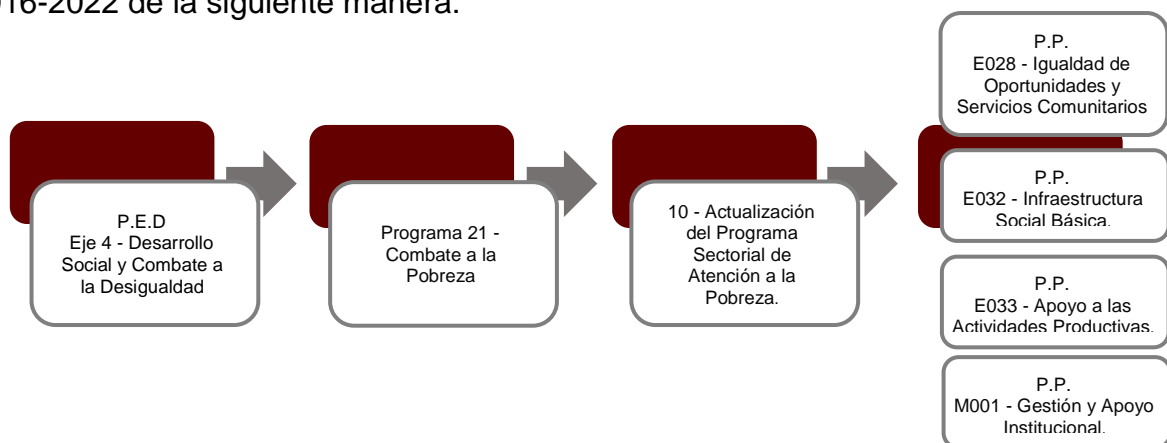 016-2022 de la siguiente manera:
P.E.D
Eje 4 - Desarrollo
Social y Combate a
la Desigualdad
Programa 21 -
Combate a la
Pobreza
10 - Actualización
del Programa
Sectorial de
Atención a la
Pobreza.
P.P.
E028 - Igualdad de
Oportunidades y
Servicios Comunitarios
P.P.
E032 - Infraestructura
Social Básica.
P.P.
E033 - Apoyo a las
Actividades Productivas.
P.P.
M001 - Gestión y Apoyo
Institucional.